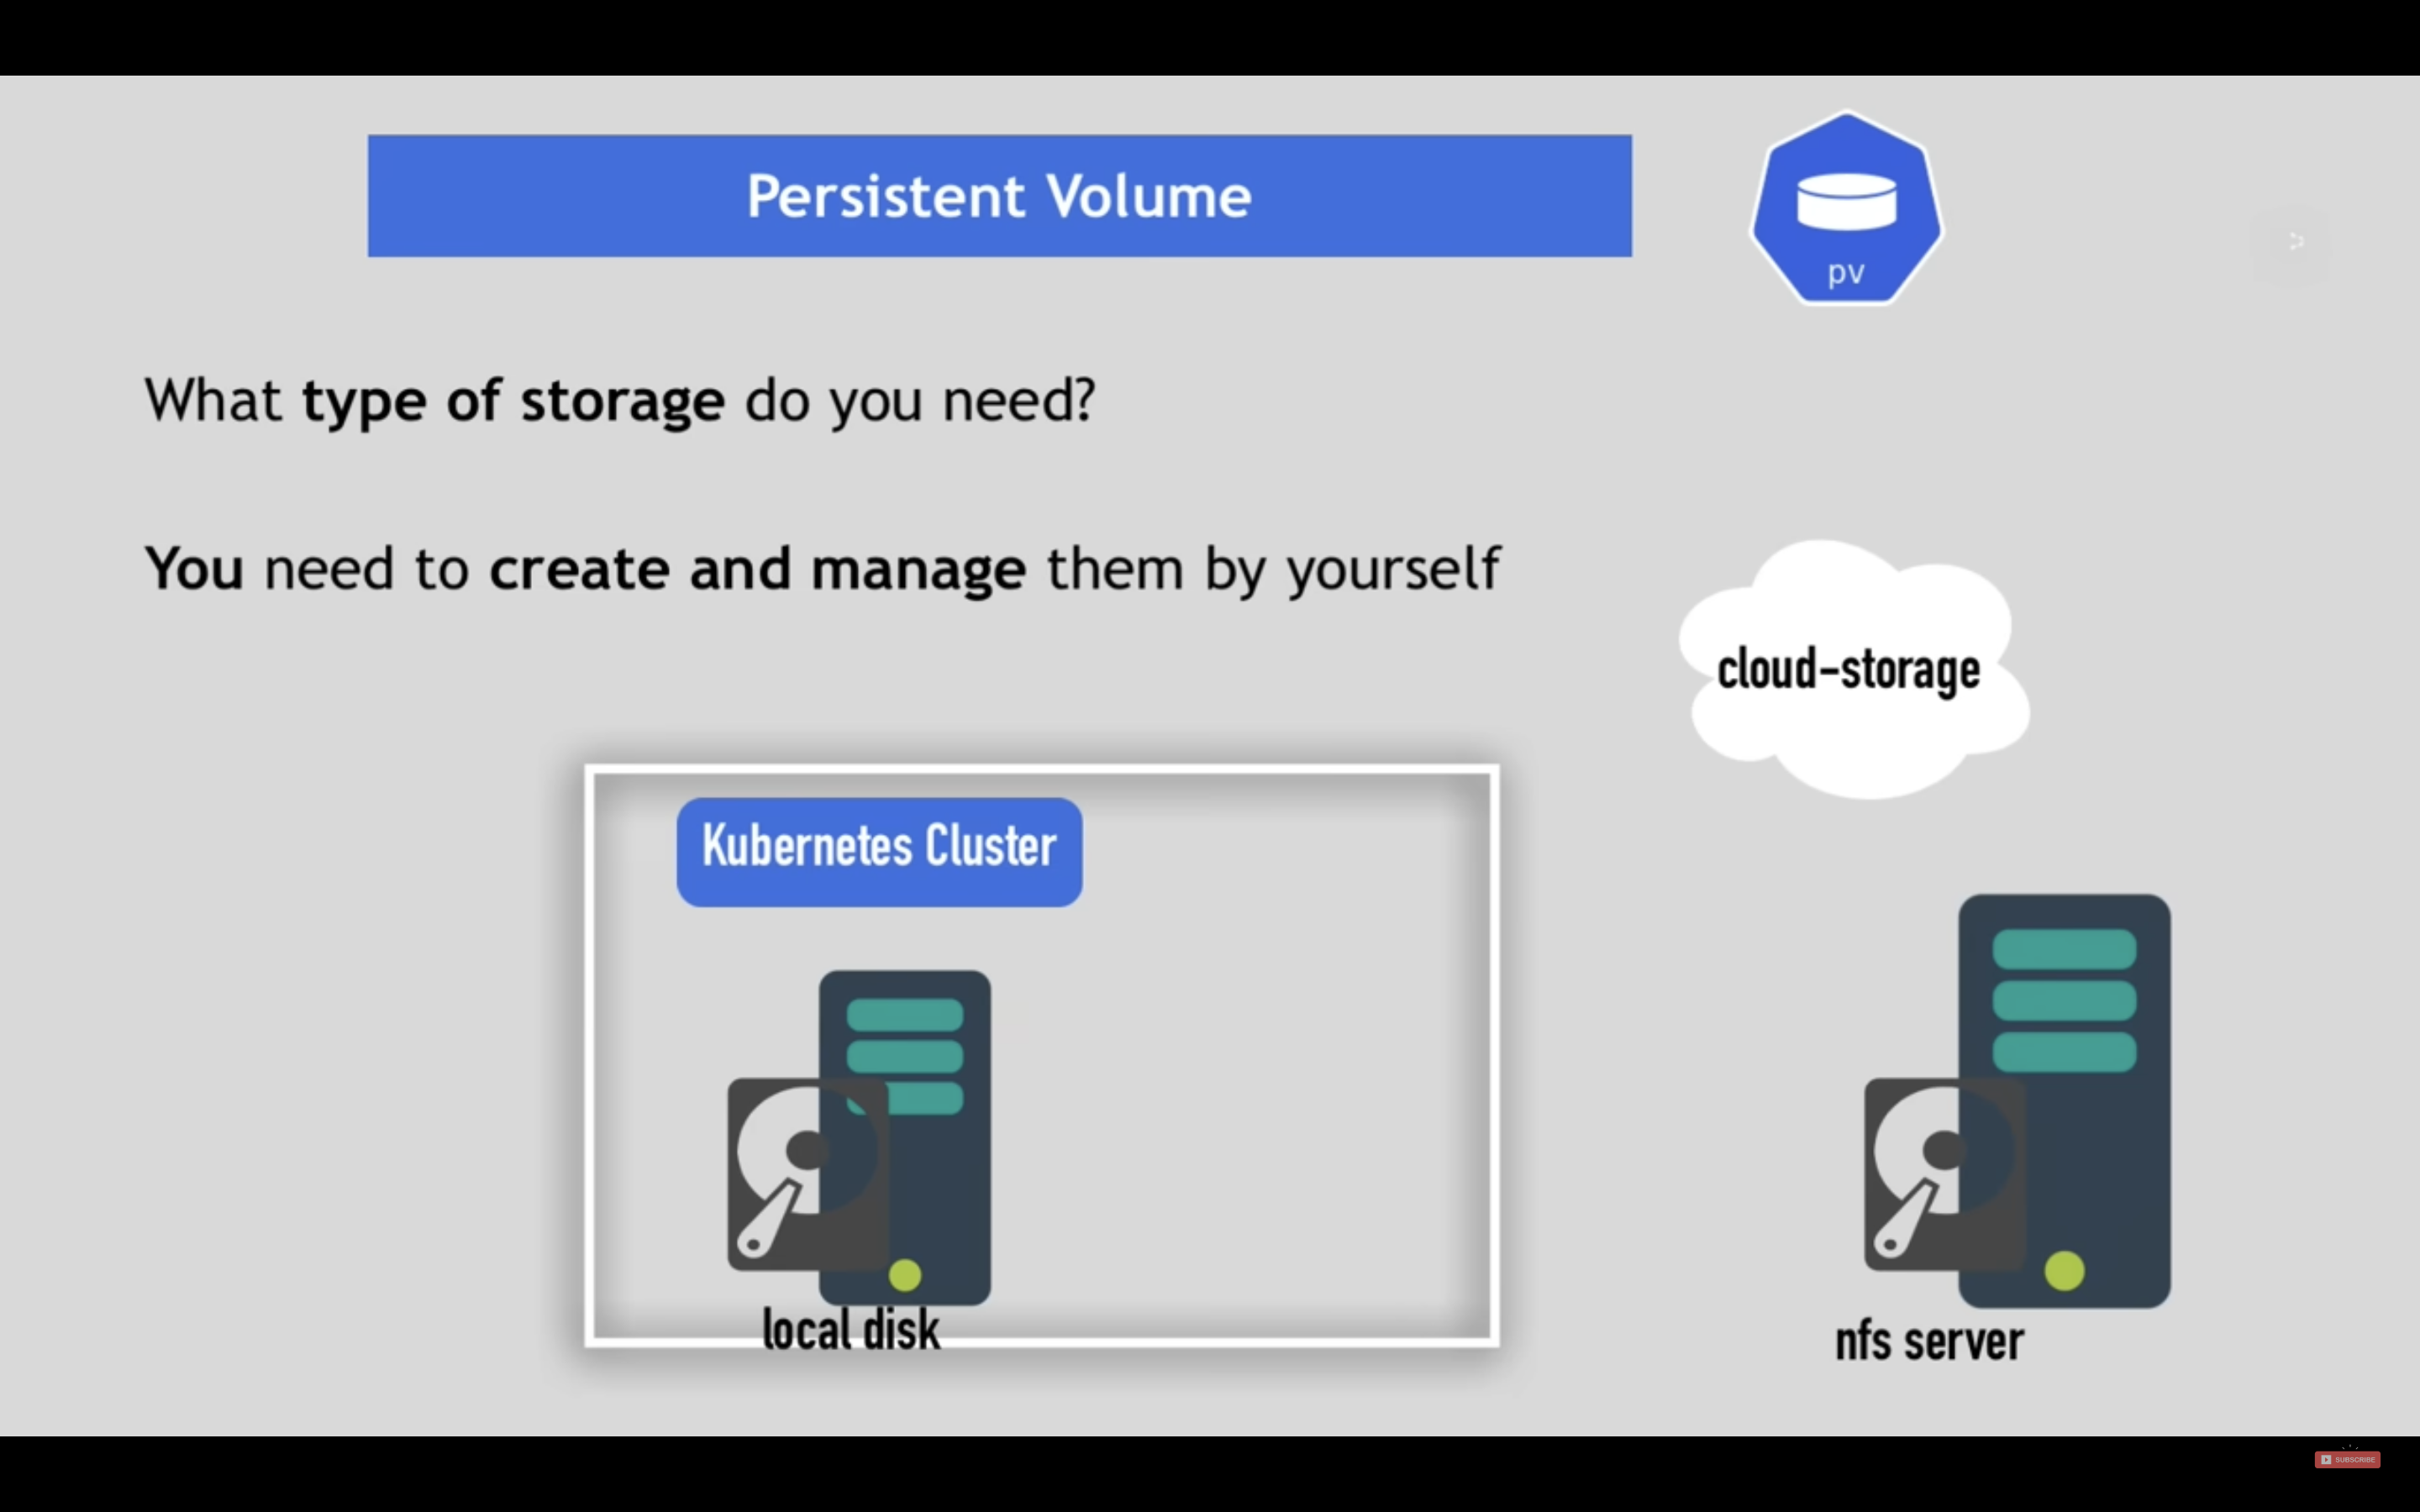 Persistent Volume
pv
What type of storage do you need?
You need to create and manage them by yourself
cloud-storage
Kubernetes Cluster
local disk
nfs server
SUBSCRIBE